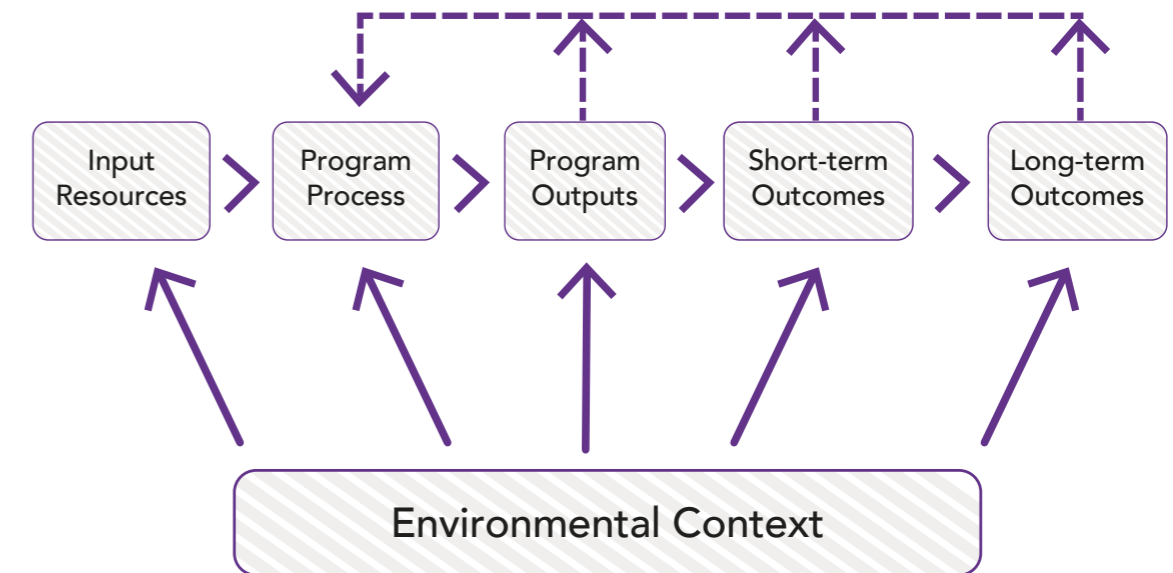 Input
Resources
Program
Process
Program
Outputs
Short-term
Outcomes
Long-term
Outcomes
Environmental Context